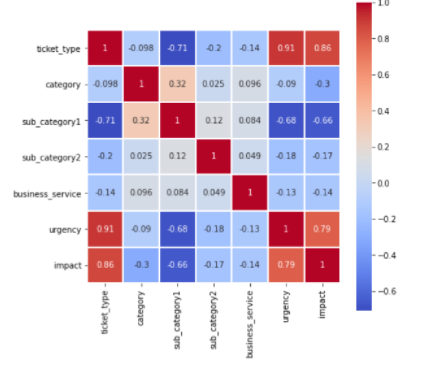 1.0
ticket_type 1 -0.098 -0.71 -0.2 -0.14 0.91 0.86
0.8
category -0.098 1 0.32 0.025 0.096 -0.09 -0.3
0.6
sub_category1 -0.71 0.32 1 0.12 0.084 -0.68 -0.66
0.4
0.2
sub_category2 -0.2 0.025 0.12 1 0.049 -0.18 -0.17
0.0
business_service -0.14 0.096 0.084 0.049 1 -0.13 -0.14
-0.2
urgency 0.91 -0.09 -0.68 -0.18 -0.13 1 0.79
-0.4
impact 0.86 -0.3 -0.66 -0.17 -0.14 0.79 1
-0.6
ticket_type
category
sub_category1
sub_category2
business_service
urgency
impact